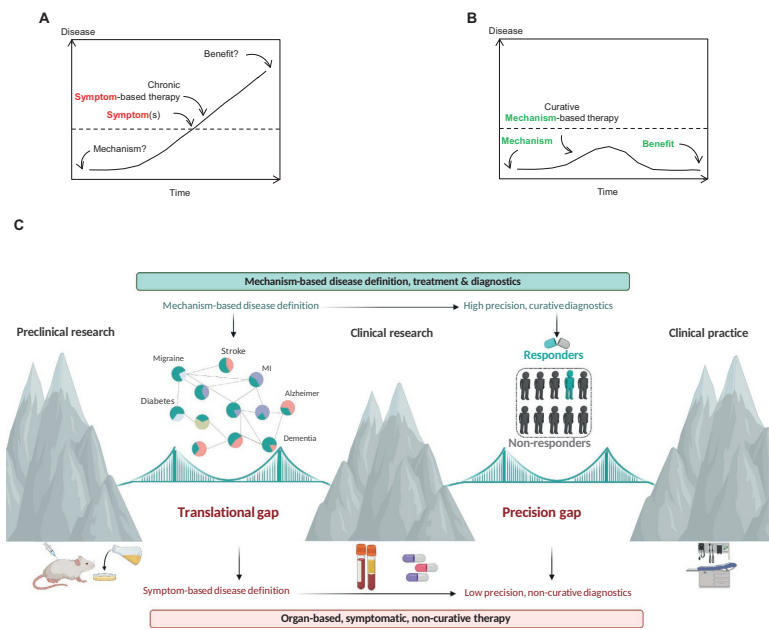 A
Disease
Benefit?
Chronic
Symptom-based therapy
Symptom(s)
Mechanism?
Time
B
Disease
Curative
Mechanism-based therapy
Mechanism
Benefit
Time
C
Mechanism-based disease definition, treatment & diagnostics
Mechanism-based disease definition
High precision, curative diagnostics
Preclinical research
Clinical research
Clinical practice
Stroke
Migraine
MI
Alzheimer
Diabetes
Dementia
Responders
Non-responders
Translational gap
Precision gap
Symptom-based disease definition
Low precision, non-curative diagnostics
Organ-based, symptomatic, non-curative therapy